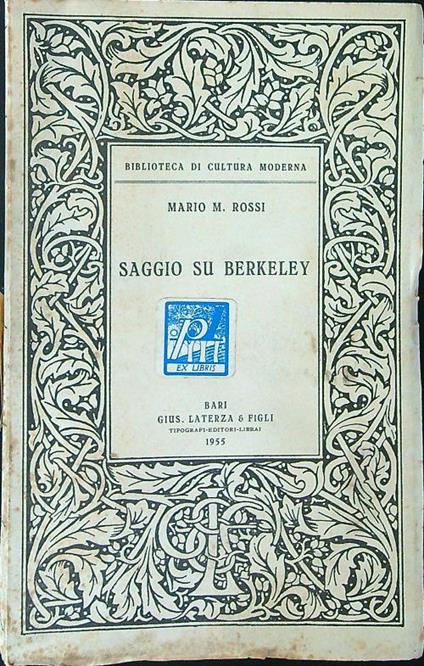 BIBLIOTECA DI CULTURA MODERNA
MARIO M. ROSSI
SAGGIO SU BERKELEY
EX LIBRIS
BARI
GIUS. LATERZA & FIGLI
TIPOGRAFI-EDITORI-LIBRAI
1955